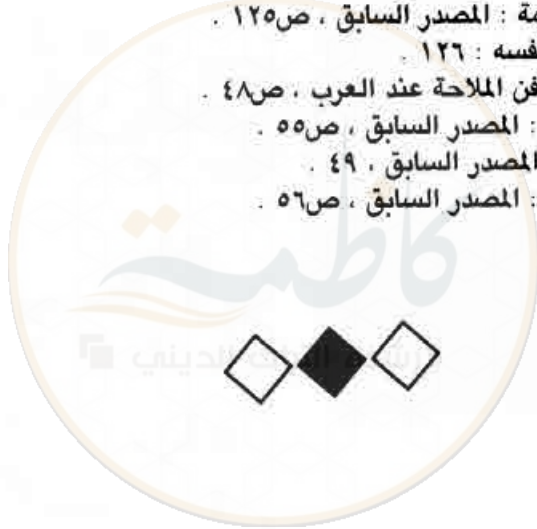 مة : المصدر السابق ، ص١٢٥ .
فسه : ١٢٦ .
فن الملاحة عند العرب ، ص٤٨ .
: المصدر السابق ، ص٥٥ .
المصدر السابق ، ٤٩ .
: المصدر السابق ، ص٥٦ .
كاظمة